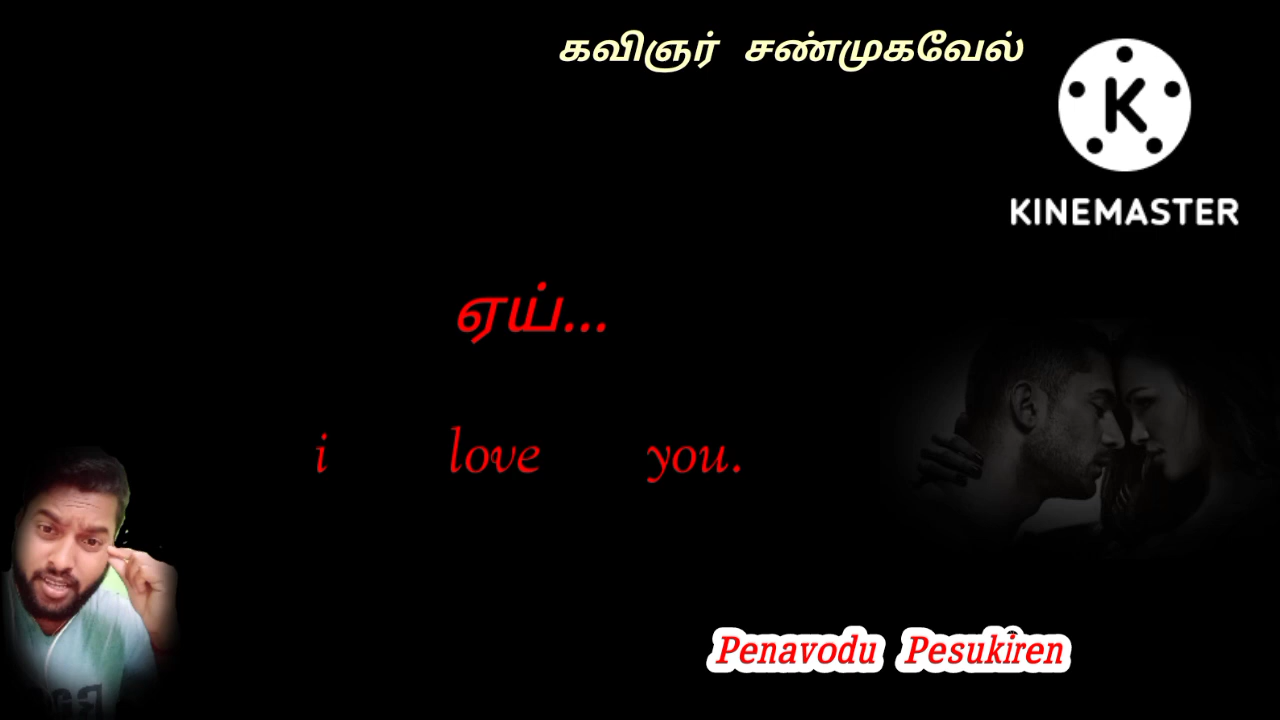 கவிஞர் சண்முகவேல்
K
KINEMASTER
ஏய்...
i love you.
Penavodu Pesukiren